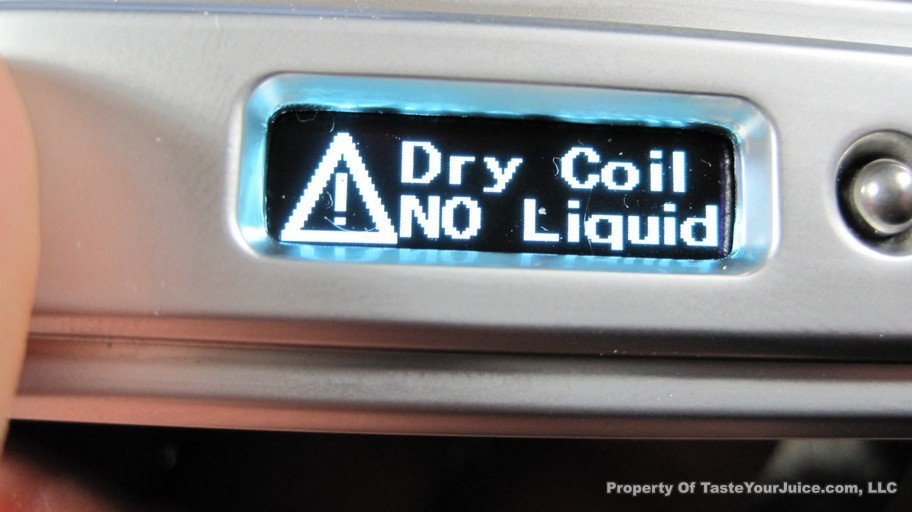 Dry Coil
NO Liquid
Property Of TasteYourJuice.com, LLC